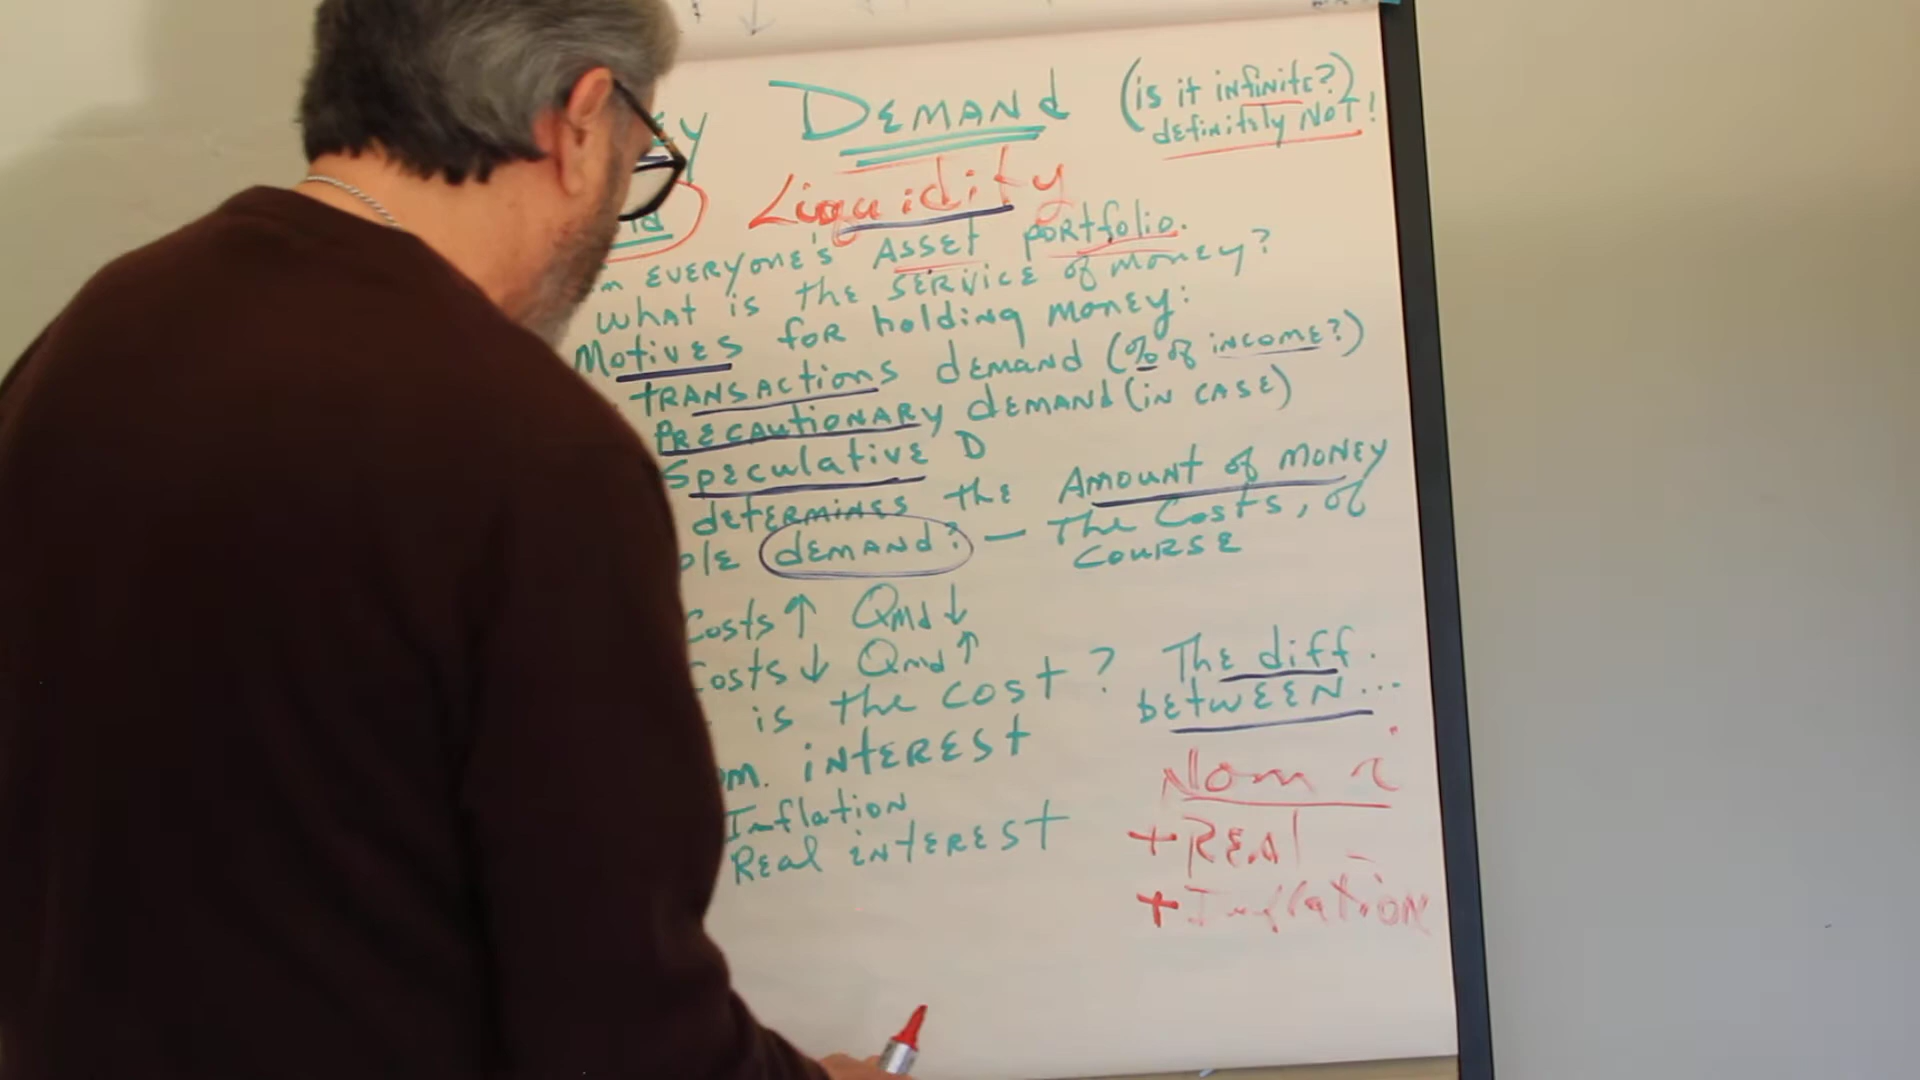 DEMAND (is it infinite?)
definitely NOT!
Liquidity
EVERYONE'S ASSET portfolio.
WHAT is the SERVICE of MONEY?
Motives for holding MONEY:
TRANSACTIONS DEMAND (% of INCOME?)
PRECAUTIONARY DEMAND (IN CASE)
Speculative D
determines the Amount of MONEY
DEMAND? — The Costs, of
COURSE
Costs ↑ Qmd ↓
Costs ↓ Qmd ↑
is the Cost? The diff.
bETWEEN...
INTEREST
Inflation
REal INTEREST
Nom i
+ REAl
+ Inflation